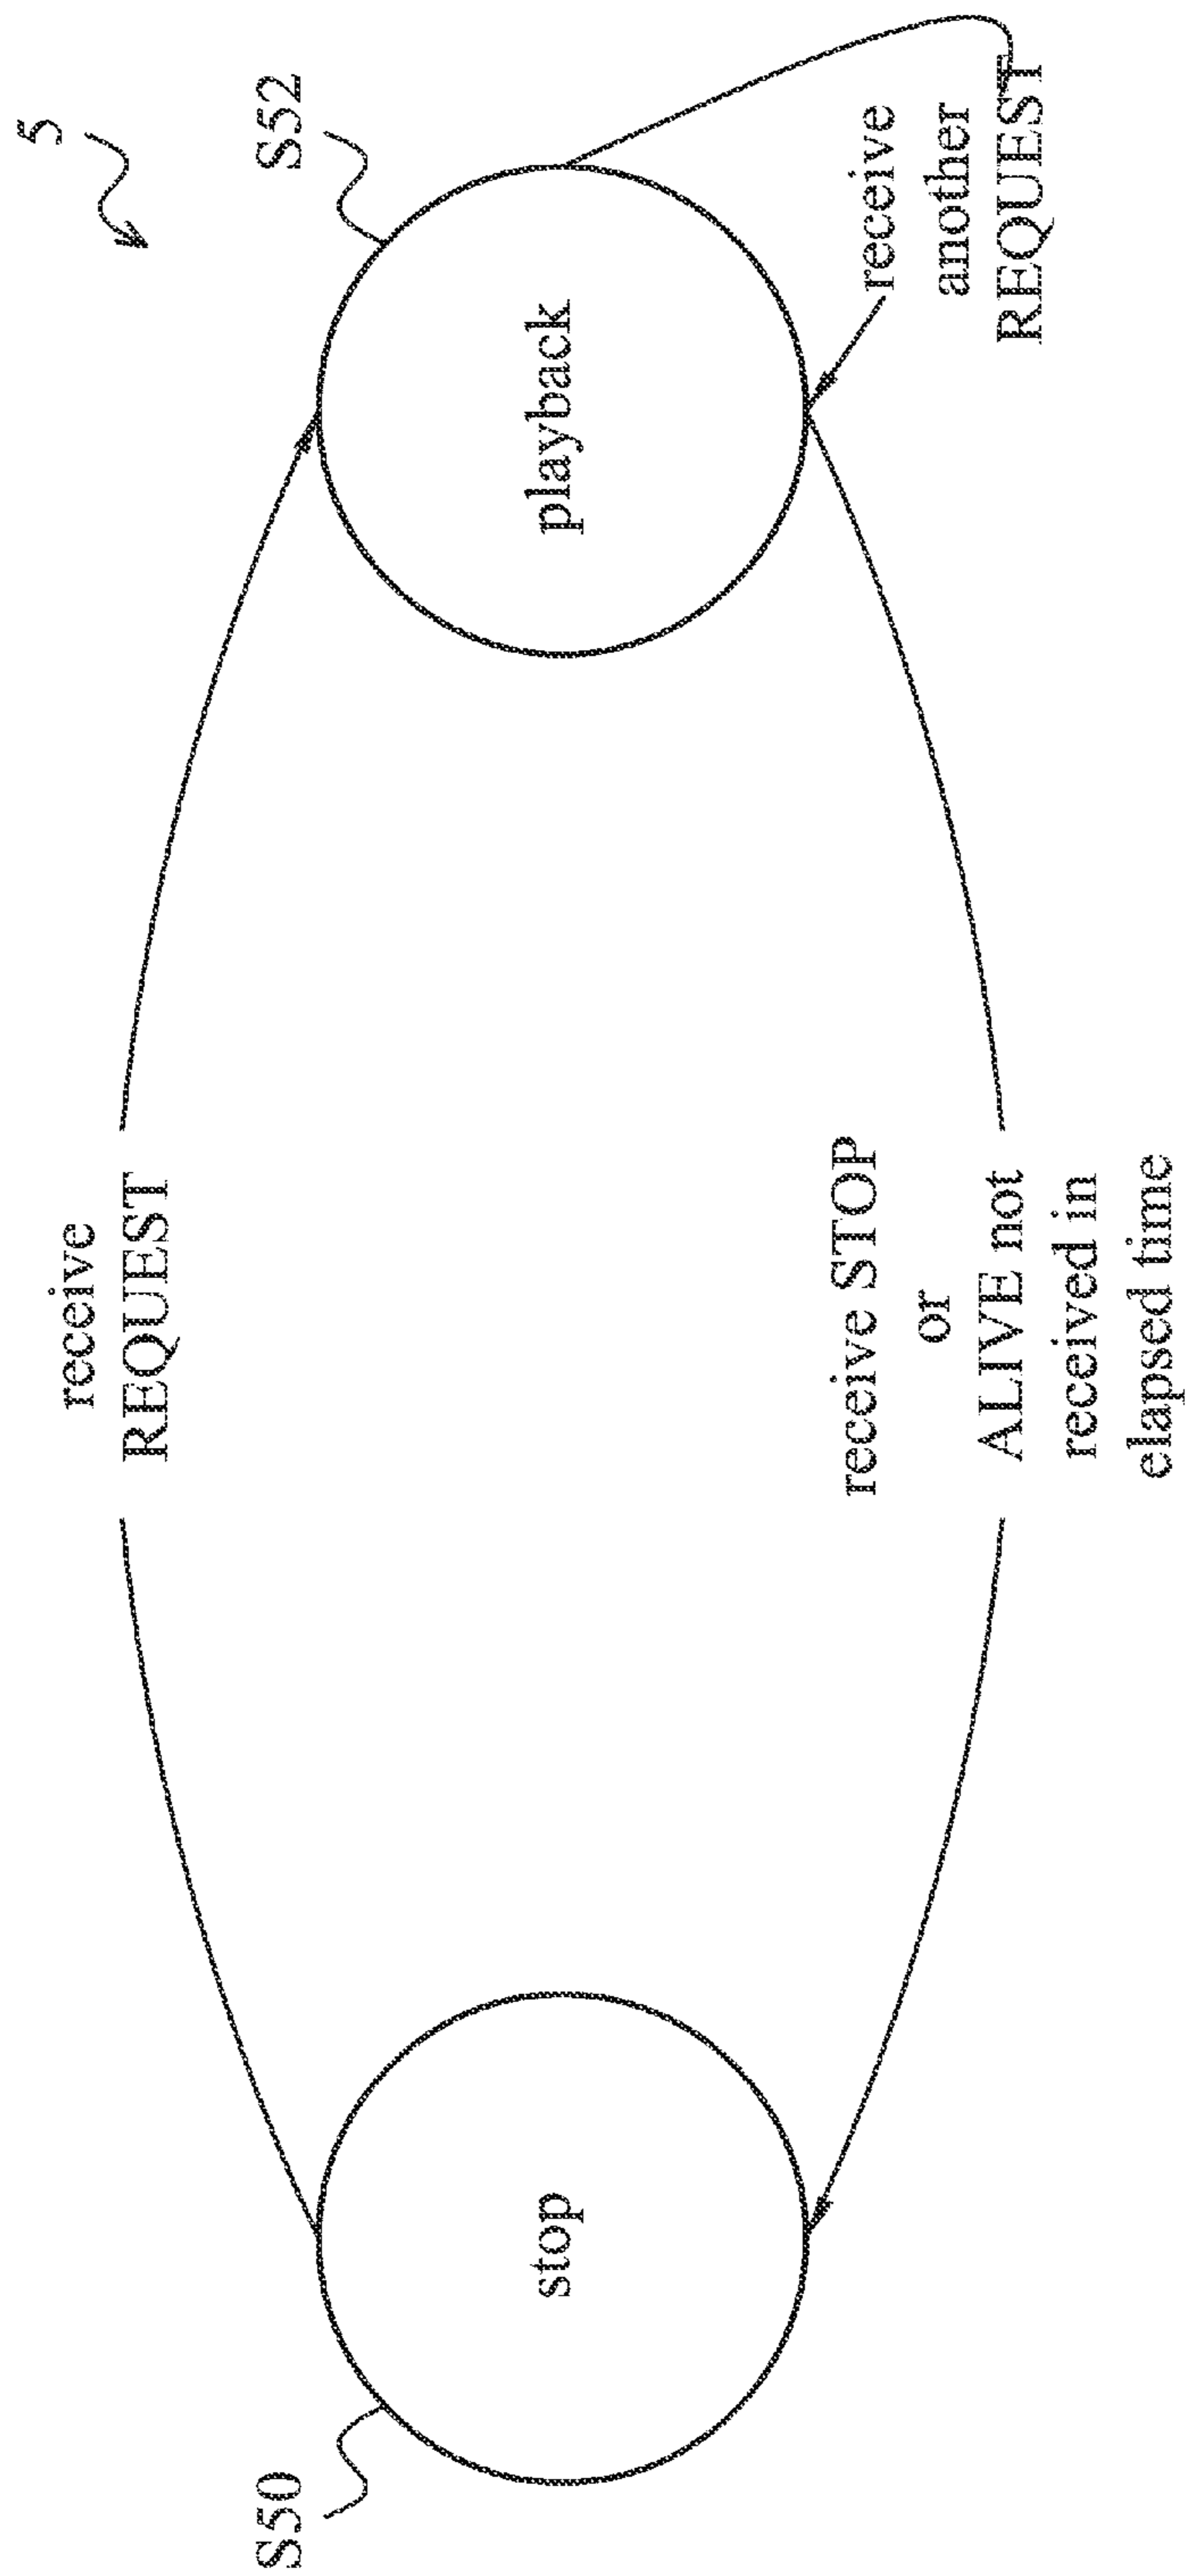 5
receive
REQUEST
S50
S52
stop
playback
receive STOP
or
ALIVE not
received in
elapsed time
receive
another
REQUEST